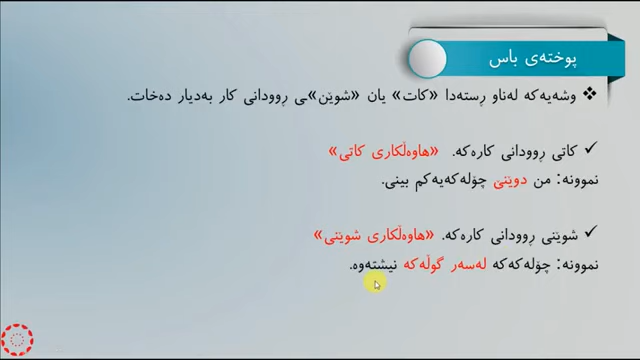 پوختەی باس
وشەیەکە لەناو ڕستەدا «کات» یان «شوێن»ی ڕوودانی کار بەدیار دەخات.
کاتی ڕوودانی کارەکە. «هاوەڵکاری کاتی»
نموونە: من دوێنێ چۆلەکەیەکم بینی.
شوێنی ڕوودانی کارەکە. «هاوەڵکاری شوێنی»
نموونە: چۆلەکەکە لەسەر گوڵەکە نیشتەوە.